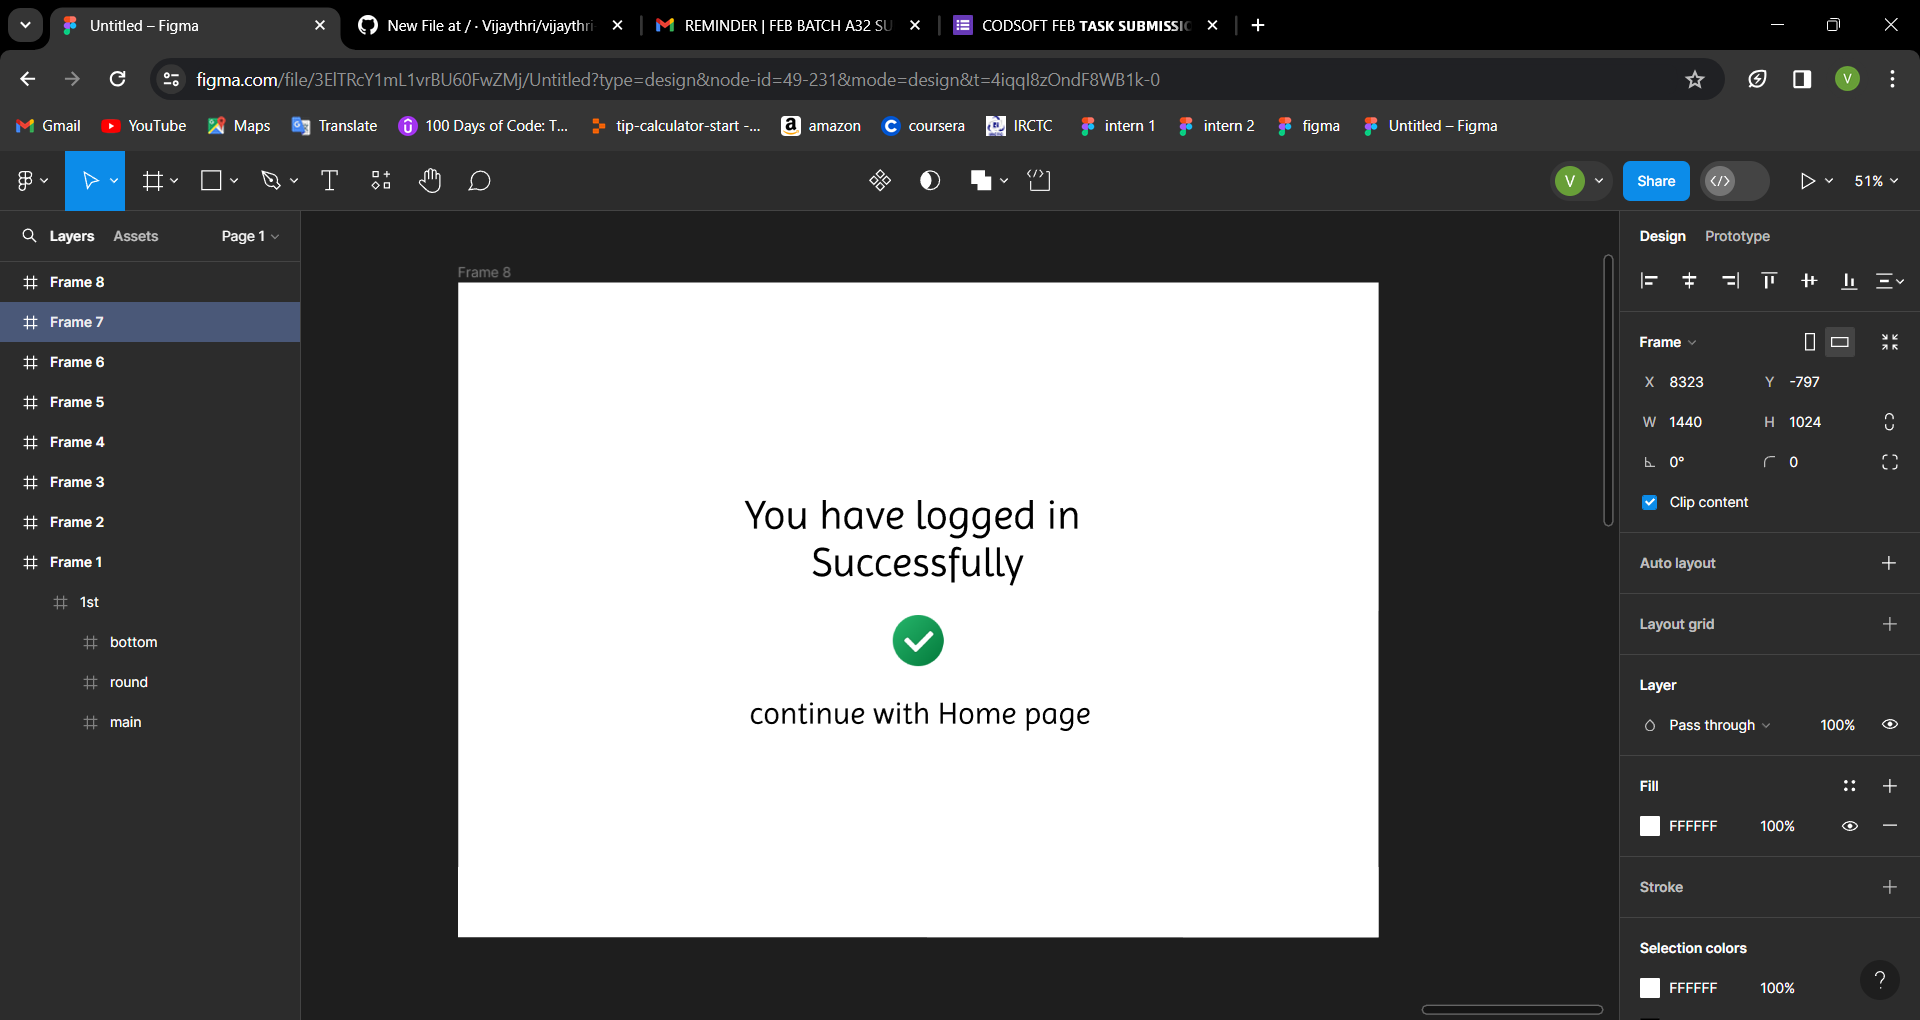 Untitled – Figma
New File at / · Vijaythri/vijaythri
REMINDER | FEB BATCH A32 SU
CODSOFT FEB TASK SUBMISSIO
figma.com/file/3ElTRcY1mL1vrBU60FwZMj/Untitled?type=design&node-id=49-231&mode=design&t=4iqqI8zOndF8WB1k-0
V
Gmail
YouTube
Maps
Translate
100 Days of Code: T...
tip-calculator-start -...
amazon
coursera
IRCTC
intern 1
intern 2
figma
Untitled – Figma
V
Share
51%
Layers
Assets
Page 1
Frame 8
Frame 7
Frame 6
Frame 5
Frame 4
Frame 3
Frame 2
Frame 1
1st
bottom
round
main
Frame 8
You have logged in
Successfully
continue with Home page
Design
Prototype
Frame
X 8323
Y -797
W 1440
H 1024
0°
0
Clip content
Auto layout
Layout grid
Layer
Pass through
100%
Fill
FFFFFF
100%
Stroke
Selection colors
FFFFFF
100%
?